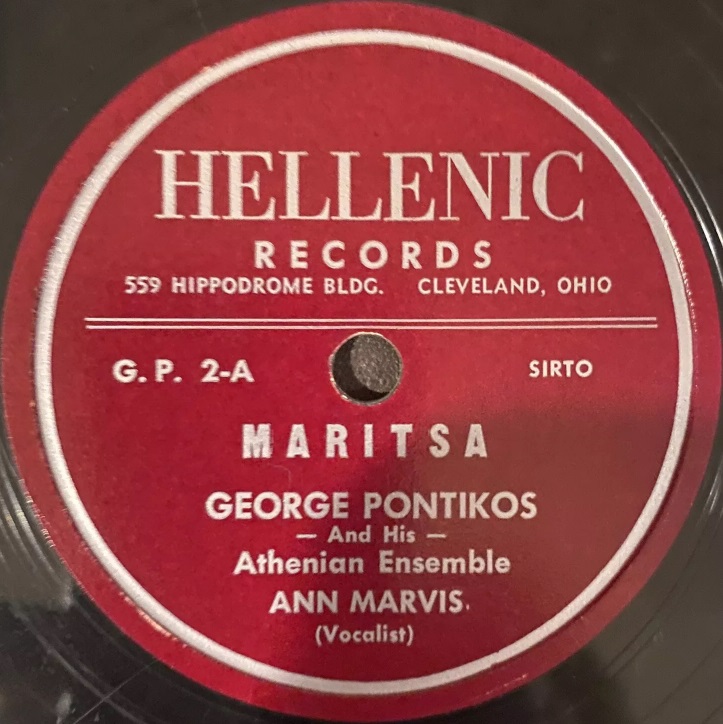 HELLENIC
RECORDS
559 HIPPODROME BLDG. CLEVELAND, OHIO
G. P. 2-A SIRTO
MARITSA
GEORGE PONTIKOS
— And His —
Athenian Ensemble
ANN MARVIS.
(Vocalist)